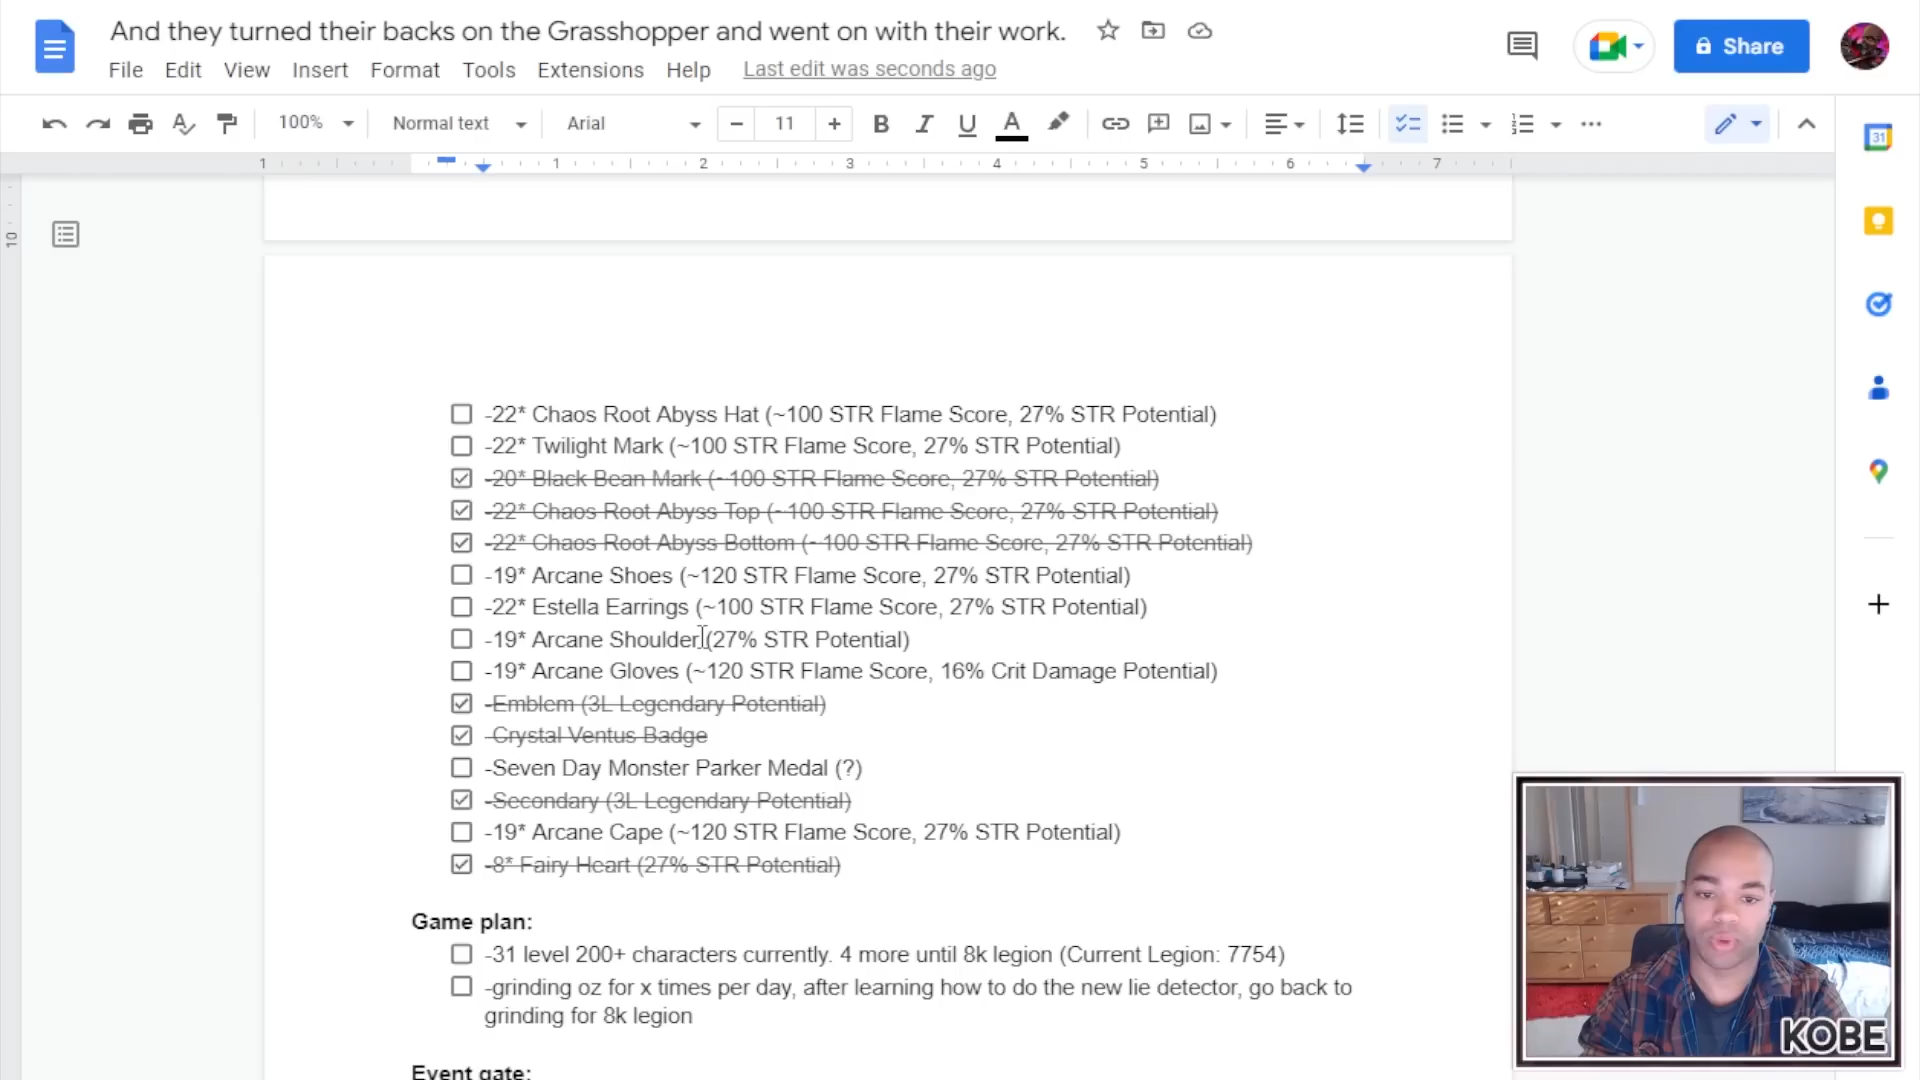 And they turned their backs on the Grasshopper and went on with their work.
File Edit View Insert Format Tools Extensions Help Last edit was seconds ago
Share
100% Normal text Arial 11
1 1 2 3 4 5 6 7
10
31
-22* Chaos Root Abyss Hat (~100 STR Flame Score, 27% STR Potential)
-22* Twilight Mark (~100 STR Flame Score, 27% STR Potential)
-20* Black Bean Mark (~100 STR Flame Score, 27% STR Potential)
-22* Chaos Root Abyss Top (~100 STR Flame Score, 27% STR Potential)
-22* Chaos Root Abyss Bottom (~100 STR Flame Score, 27% STR Potential)
-19* Arcane Shoes (~120 STR Flame Score, 27% STR Potential)
-22* Estella Earrings (~100 STR Flame Score, 27% STR Potential)
-19* Arcane Shoulder (27% STR Potential)
-19* Arcane Gloves (~120 STR Flame Score, 16% Crit Damage Potential)
-Emblem (3L Legendary Potential)
-Crystal Ventus Badge
-Seven Day Monster Parker Medal (?)
-Secondary (3L Legendary Potential)
-19* Arcane Cape (~120 STR Flame Score, 27% STR Potential)
-8* Fairy Heart (27% STR Potential)
Game plan:
-31 level 200+ characters currently. 4 more until 8k legion (Current Legion: 7754)
-grinding oz for x times per day, after learning how to do the new lie detector, go back to
grinding for 8k legion
Event gate:
KOBE